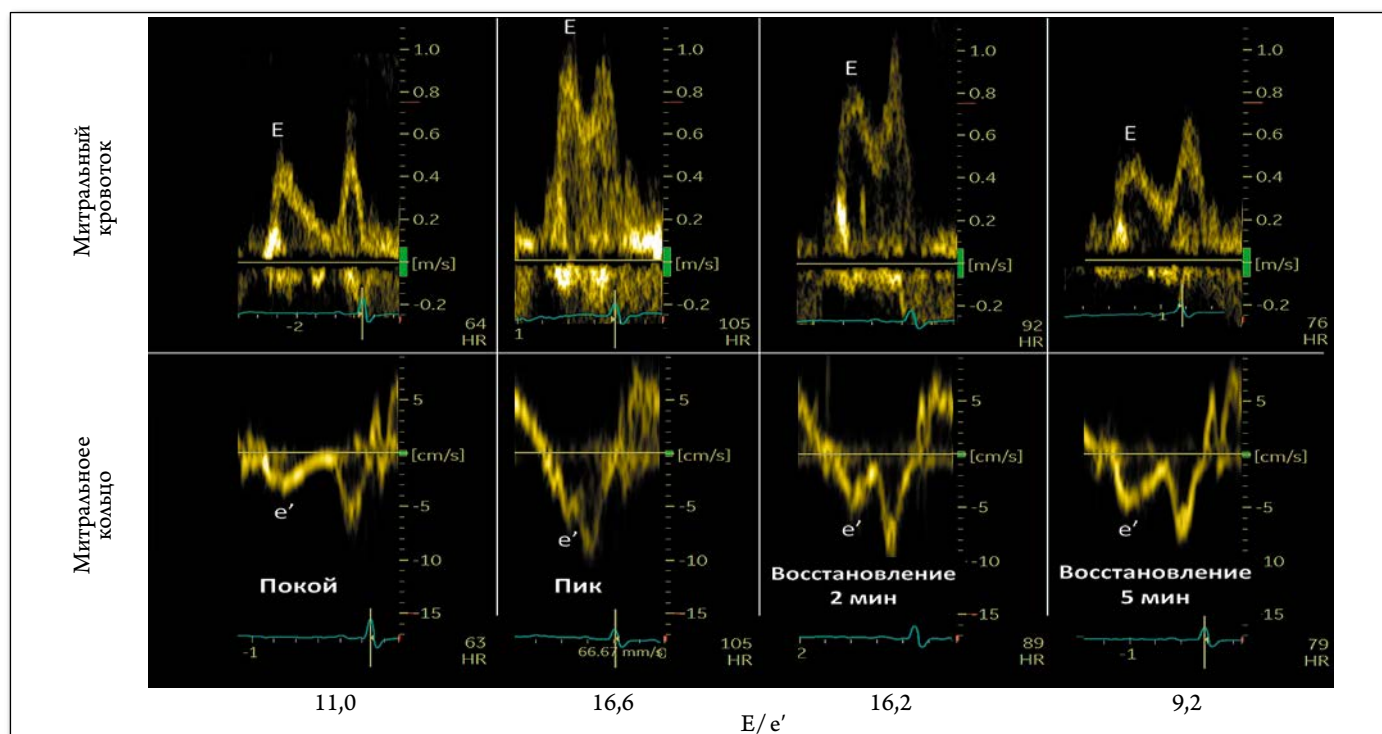 Митральный
кровоток
E
1.0
0.8
0.6
0.4
0.2
[m/s]
-0.2
-2
64
HR
E
1.0
0.8
0.6
0.4
0.2
[m/s]
-0.2
1
105
HR
E
1.0
0.8
0.6
0.4
0.2
[m/s]
-0.2
92
HR
E
1.0
0.8
0.6
0.4
0.2
[m/s]
-0.2
1
76
HR
Митральноее
кольцо
5
[cm/s]
-5
e'
-10
Покой
-15
-1
63
HR
5
[cm/s]
-5
e'
-10
Пик
-15
66.67 mm/s
105
HR
5
[cm/s]
-5
e'
-10
Восстановление
2 мин
-15
2
89
HR
5
[cm/s]
-5
e'
10
Восстановление
5 мин
15
-1
79
HR
11,0 16,6 16,2 9,2
E/e'